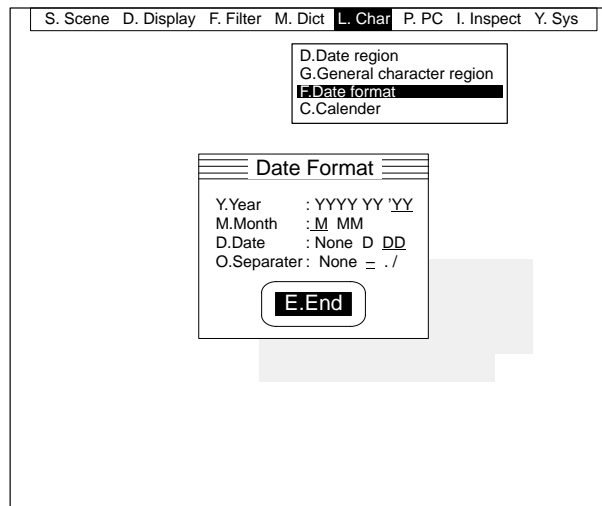 S. Scene D. Display F. Filter M. Dict L. Char P. PC I. Inspect Y. Sys
D.Date region
G.General character region
F.Date format
C.Calender
Date Format
Y.Year : YYYY YY 'YY
M.Month : M MM
D.Date : None D DD
O.Separater : None – . /
E.End